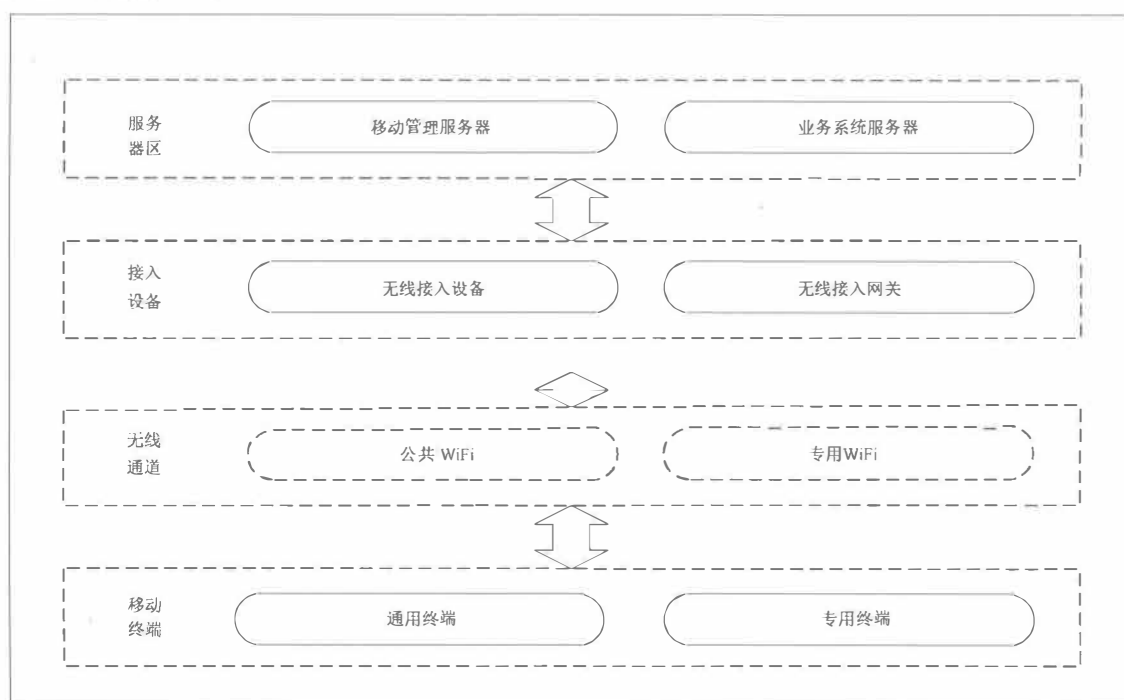 服务
器区
移动管理服务器
业务系统服务器
接入
设备
无线接入设备
无线接入网关
无线
通道
公共 WiFi
专用WiFi
移动
终端
通用终端
专用终端